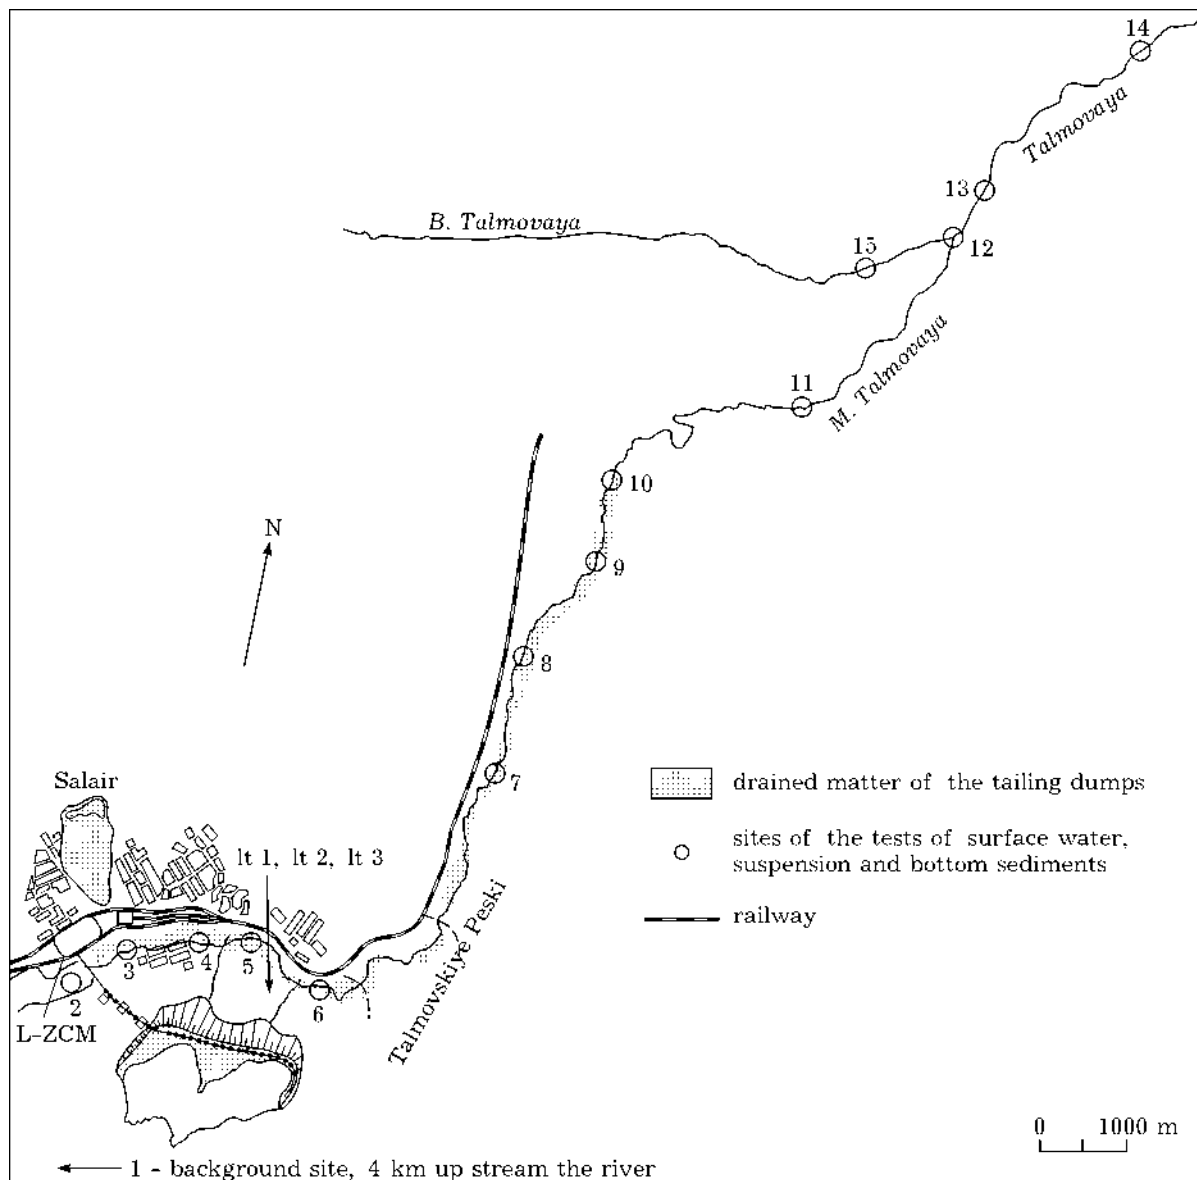 14
Talmovaya
13
B. Talmovaya
15
12
M. Talmovaya
11
10
N
9
8
7
Salair
drained matter of the tailing dumps
sites of the tests of surface water,
suspension and bottom sediments
lt 1, lt 2, lt 3
railway
Talmovskiye Peski
3
4
5
2
6
L-ZCM
0 1000 m
1 - background site, 4 km up stream the river